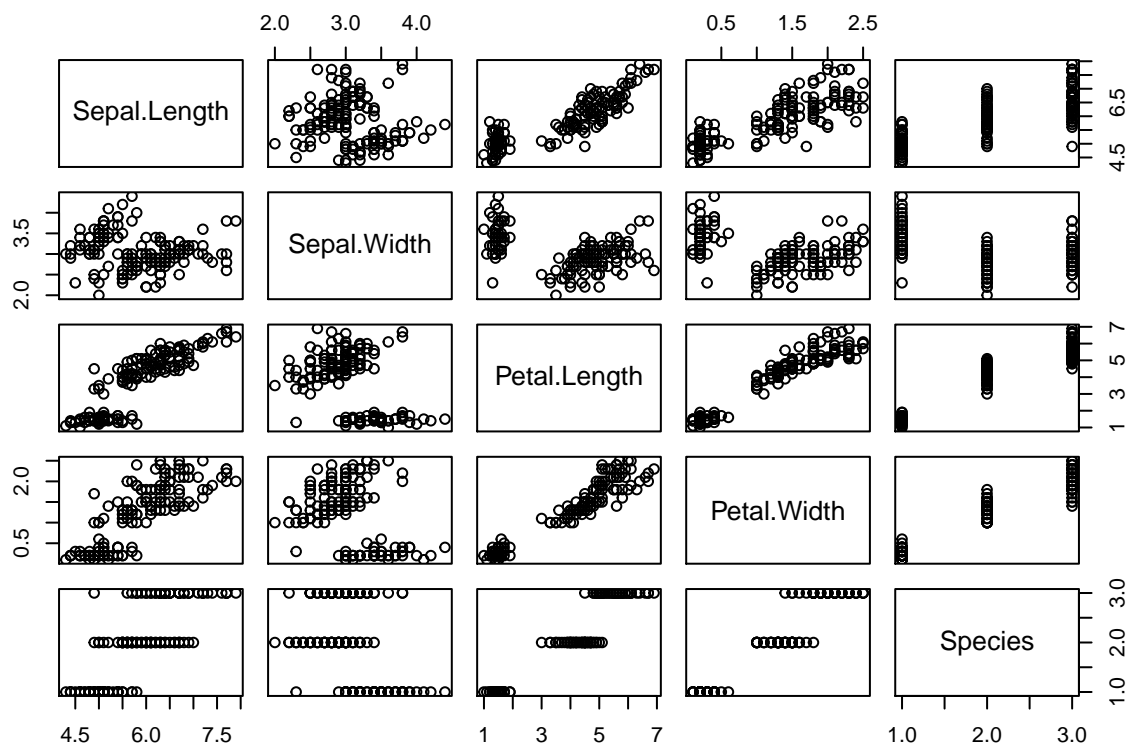 2.0 3.0 4.0
0.5 1.5 2.5
Sepal.Length
4.5 6.5
2.0 3.5
Sepal.Width
Petal.Length
1 3 5 7
0.5 2.0
Petal.Width
Species
1.0 2.0 3.0
4.5 6.0 7.5
1 3 5 7
1.0 2.0 3.0